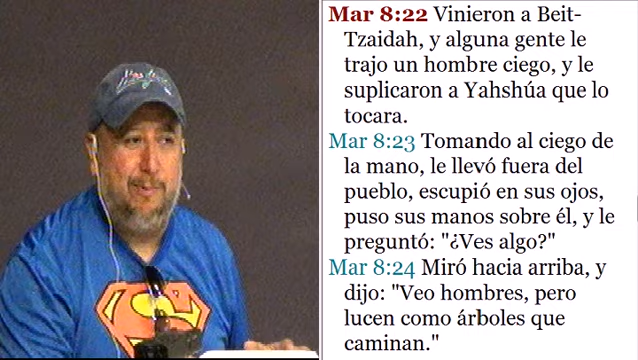 Mar 8:22 Vinieron a Beit-
Tzaidah, y alguna gente le
trajo un hombre ciego, y le
suplicaron a Yahshúa que lo
tocara.
Mar 8:23 Tomando al ciego de
la mano, le llevó fuera del
pueblo, escupió en sus ojos,
puso sus manos sobre él, y le
preguntó: "¿Ves algo?"
Mar 8:24 Miró hacia arriba, y
dijo: "Veo hombres, pero
lucen como árboles que
caminan."